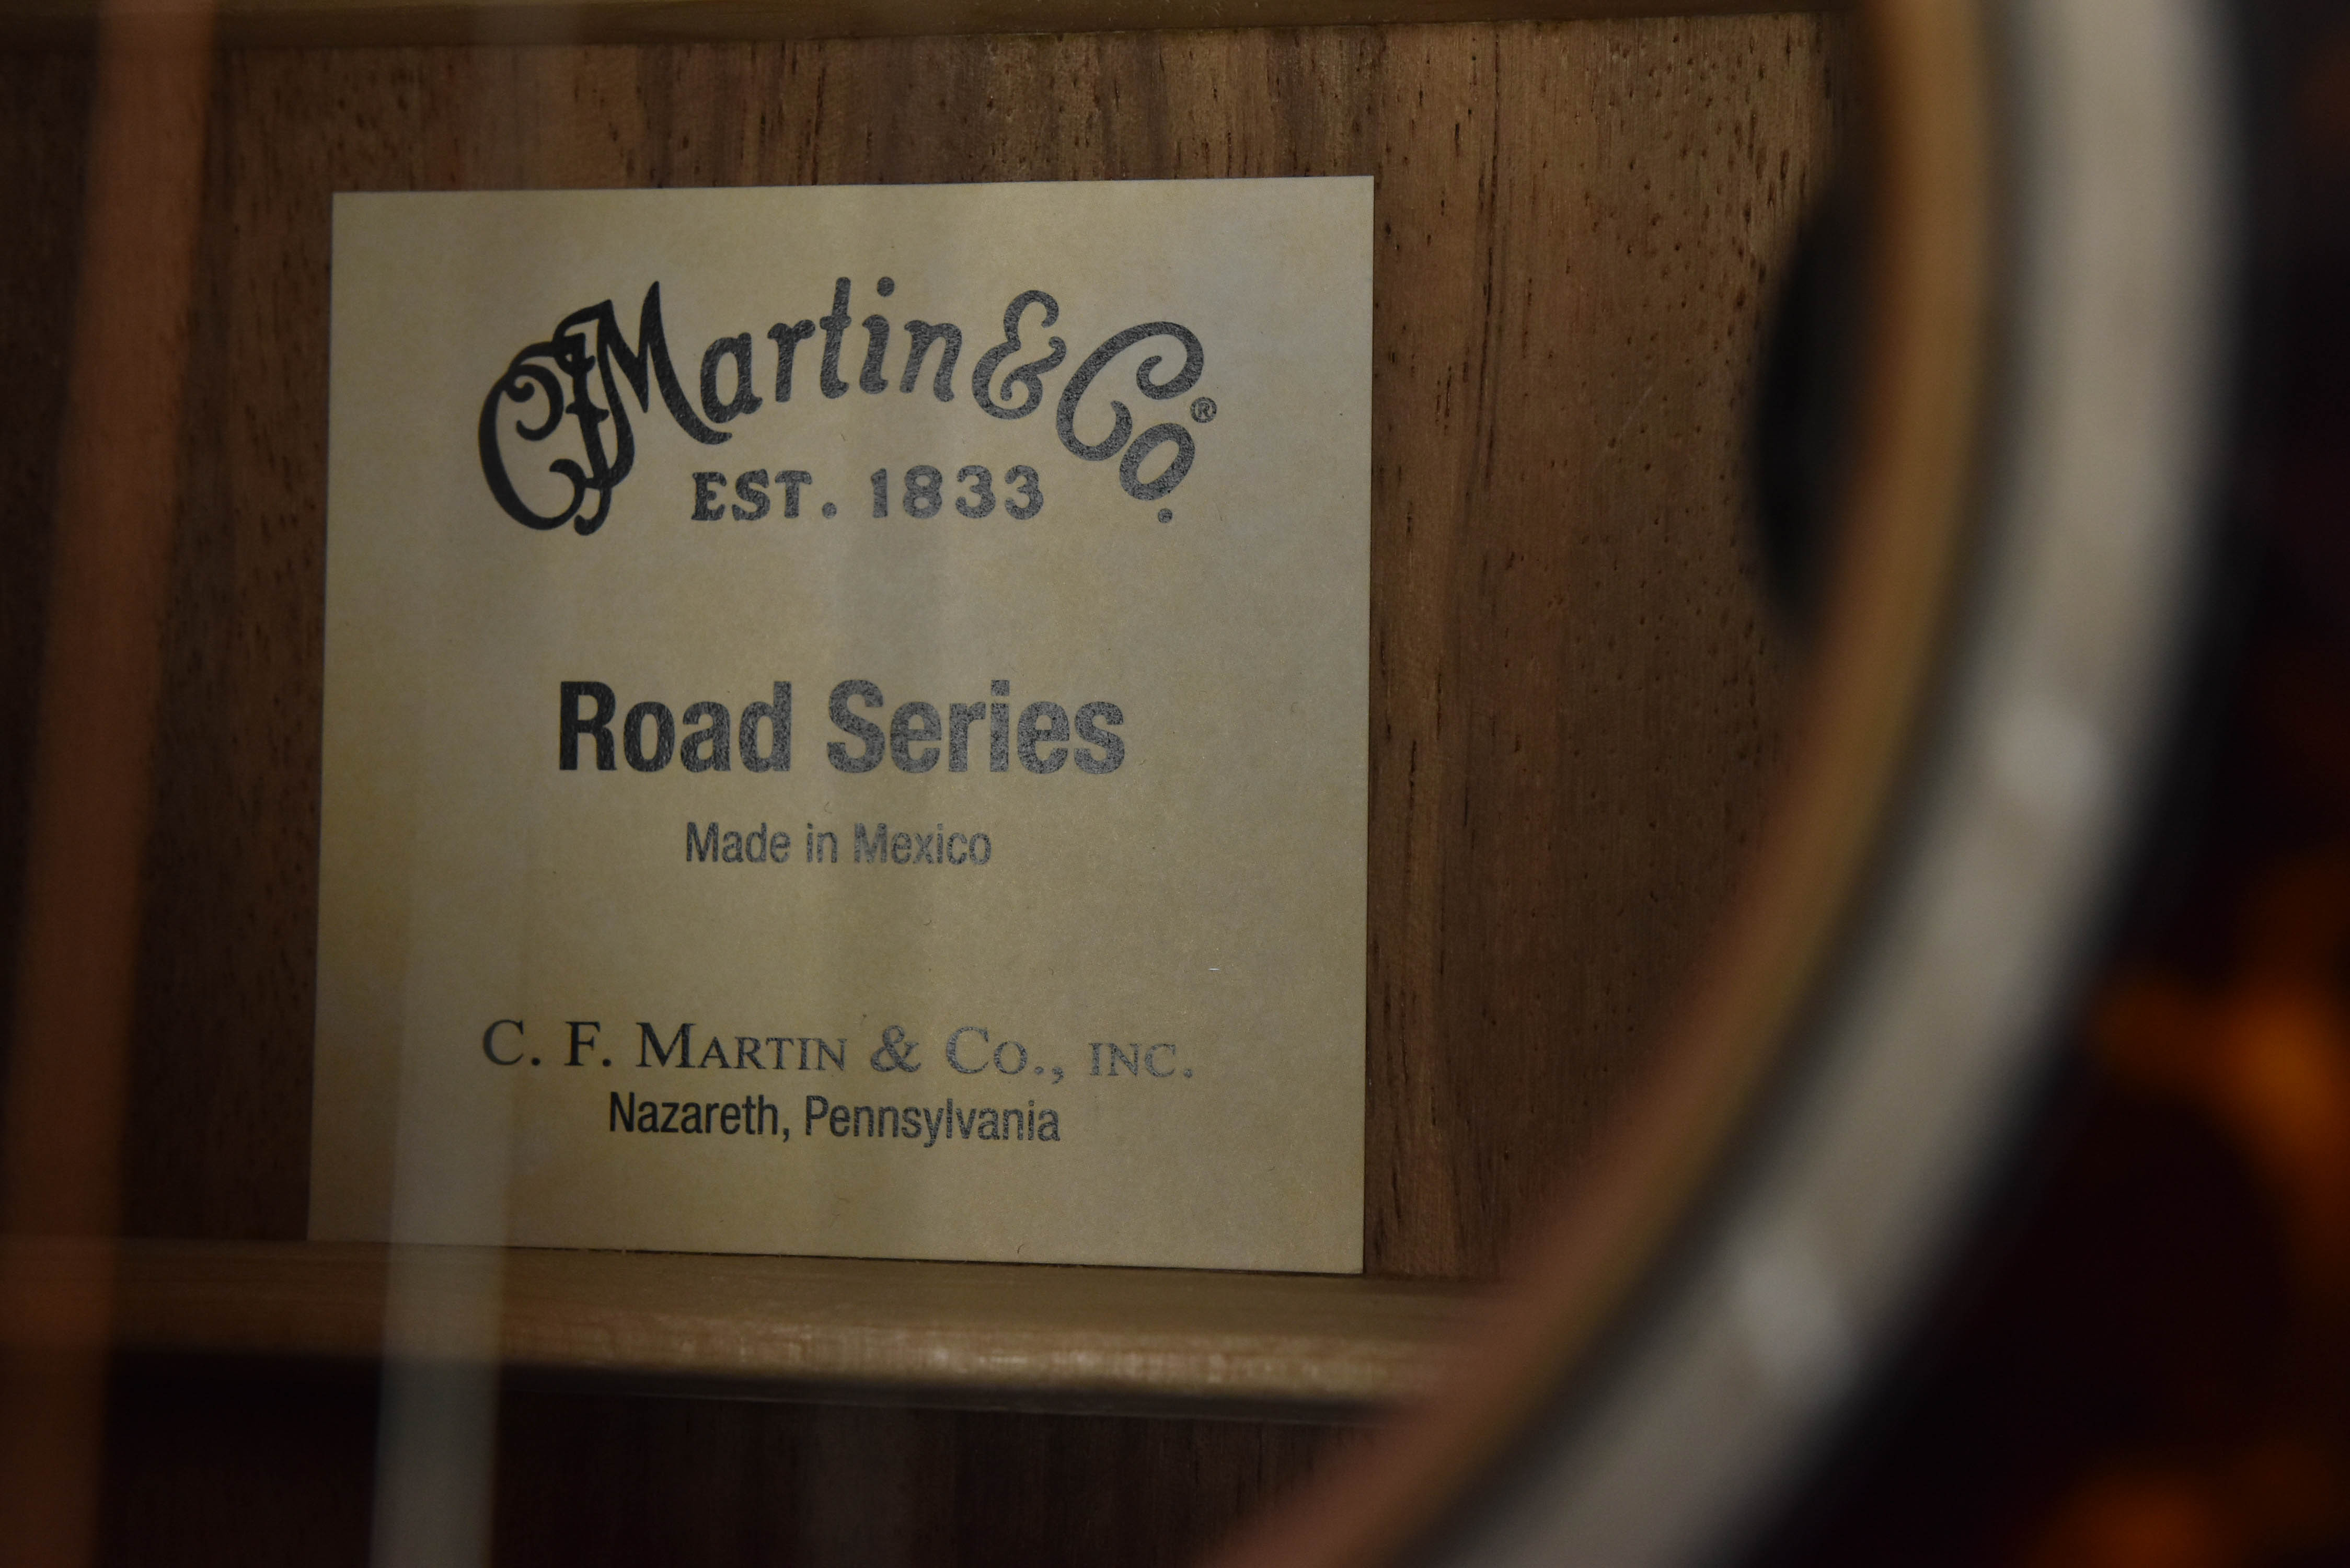 CFMartin & Co.®
EST. 1833
Road Series
Made in Mexico
C. F. MARTIN & CO., INC.
Nazareth, Pennsylvania